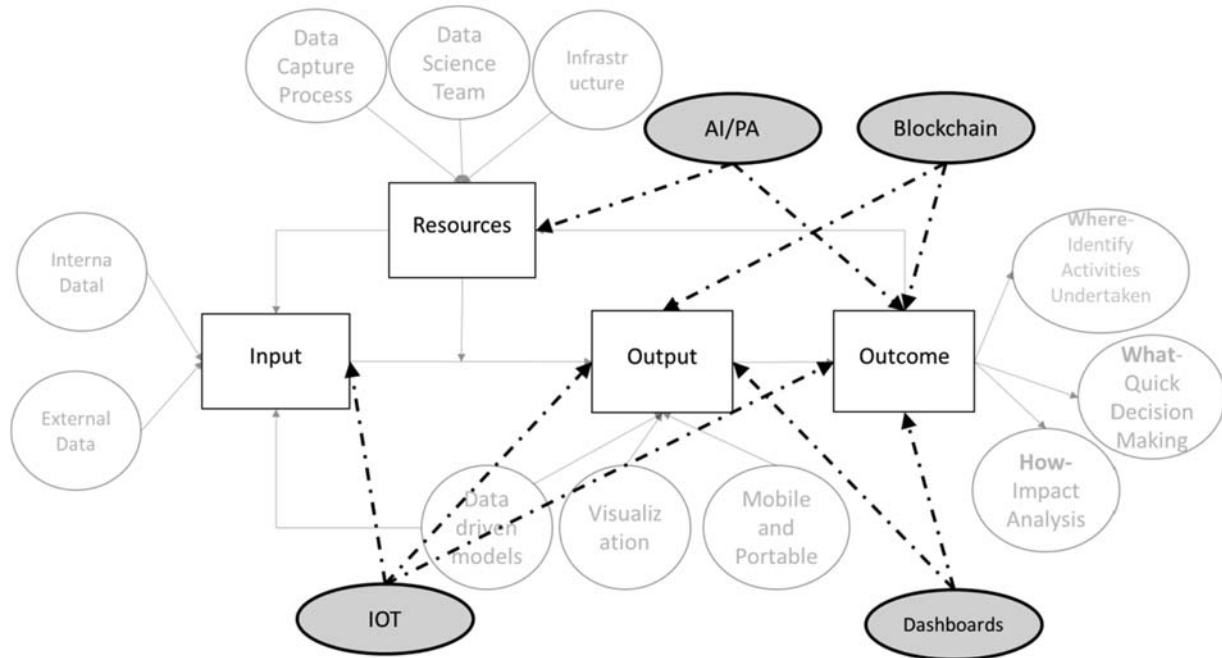 Data
Capture
Process
Data
Science
Team
Infrastr
ucture
AI/PA
Blockchain
Resources
Where-
Identify
Activities
Undertaken
Interna
Datal
Input
Output
Outcome
What-
Quick
Decision
Making
External
Data
How-
Impact
Analysis
Data
driven
models
Visualiz
ation
Mobile
and
Portable
IOT
Dashboards